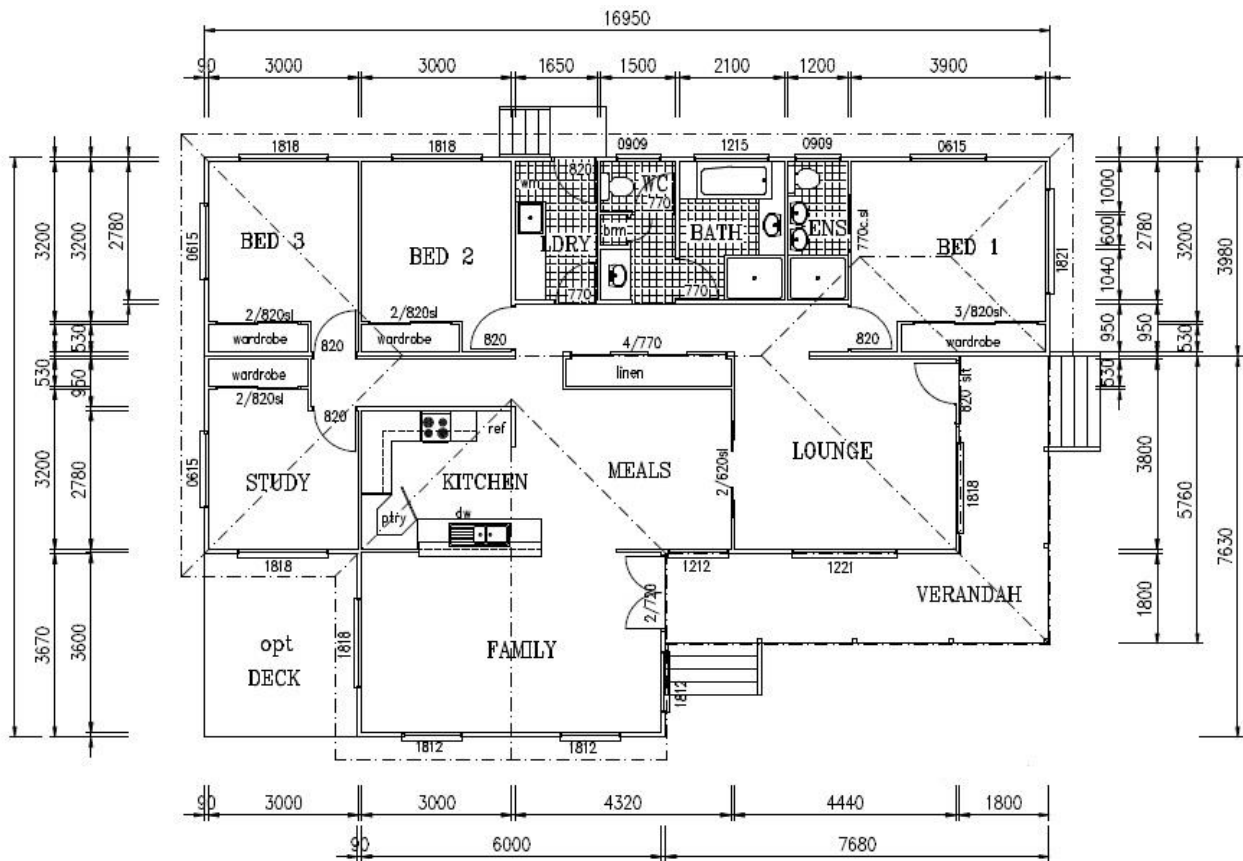 16950
90 3000 3000 1650 1500 2100 1200 3900
1818 1818 0909 1215 0909 0615
820
wm
WC
770
BED 3
BED 2
LDRY
brm
BATH
ENS
770c.sl
BED 1
0615
1821
770
770
2/820sl
wardrobe
820
2/820sl
wardrobe
820
4/770
linen
820
3/820sl
wardrobe
wardrobe
2/820sl
820
820 slt
ref
STUDY
0615
KITCHEN
ptry
dw
MEALS
2/620sl
LOUNGE
1818
1818
1212
1221
VERANDAH
2/720
opt
DECK
1818
FAMILY
1812
1812
1812
3200
530
530
3200
3670
3200
950
2780
3600
2780
1000
600
1040
950
530
2780
950
3800
1800
3200
530
5760
3980
7630
90 3000 3000 4320 4440 1800
90 6000 7680